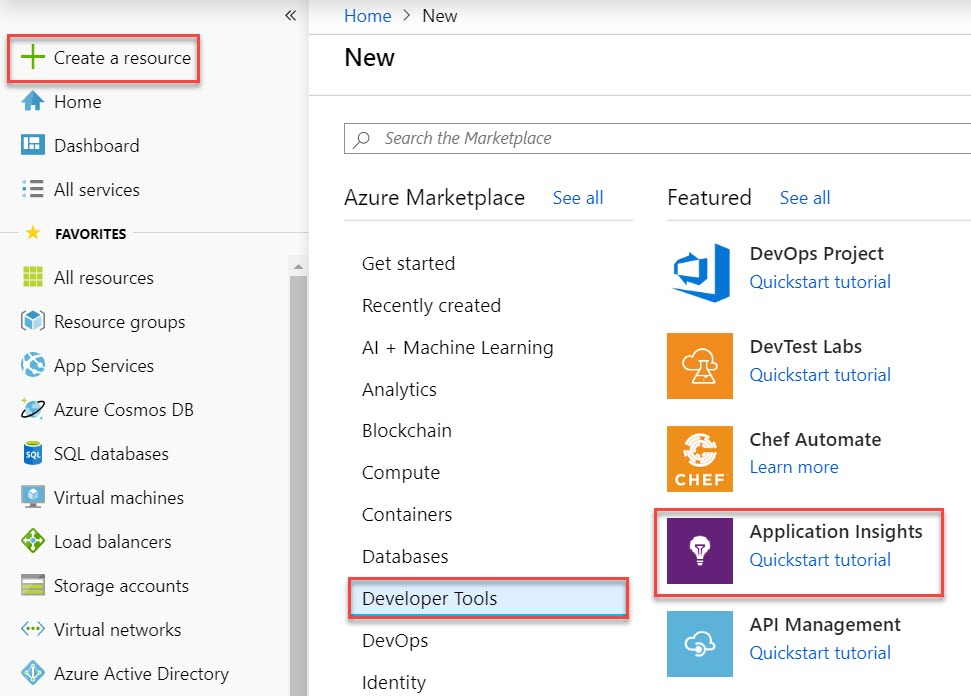 «
Create a resource
Home
Dashboard
All services
FAVORITES
All resources
Resource groups
App Services
Azure Cosmos DB
SQL
SQL databases
Virtual machines
Load balancers
Storage accounts
Virtual networks
Azure Active Directory
Home > New
New
Search the Marketplace
Azure Marketplace See all
Get started
Recently created
AI + Machine Learning
Analytics
Blockchain
Compute
Containers
Databases
Developer Tools
DevOps
Identity
Featured See all
DevOps Project
Quickstart tutorial
DevTest Labs
Quickstart tutorial
CHEF
Chef Automate
Learn more
Application Insights
Quickstart tutorial
API Management
Quickstart tutorial